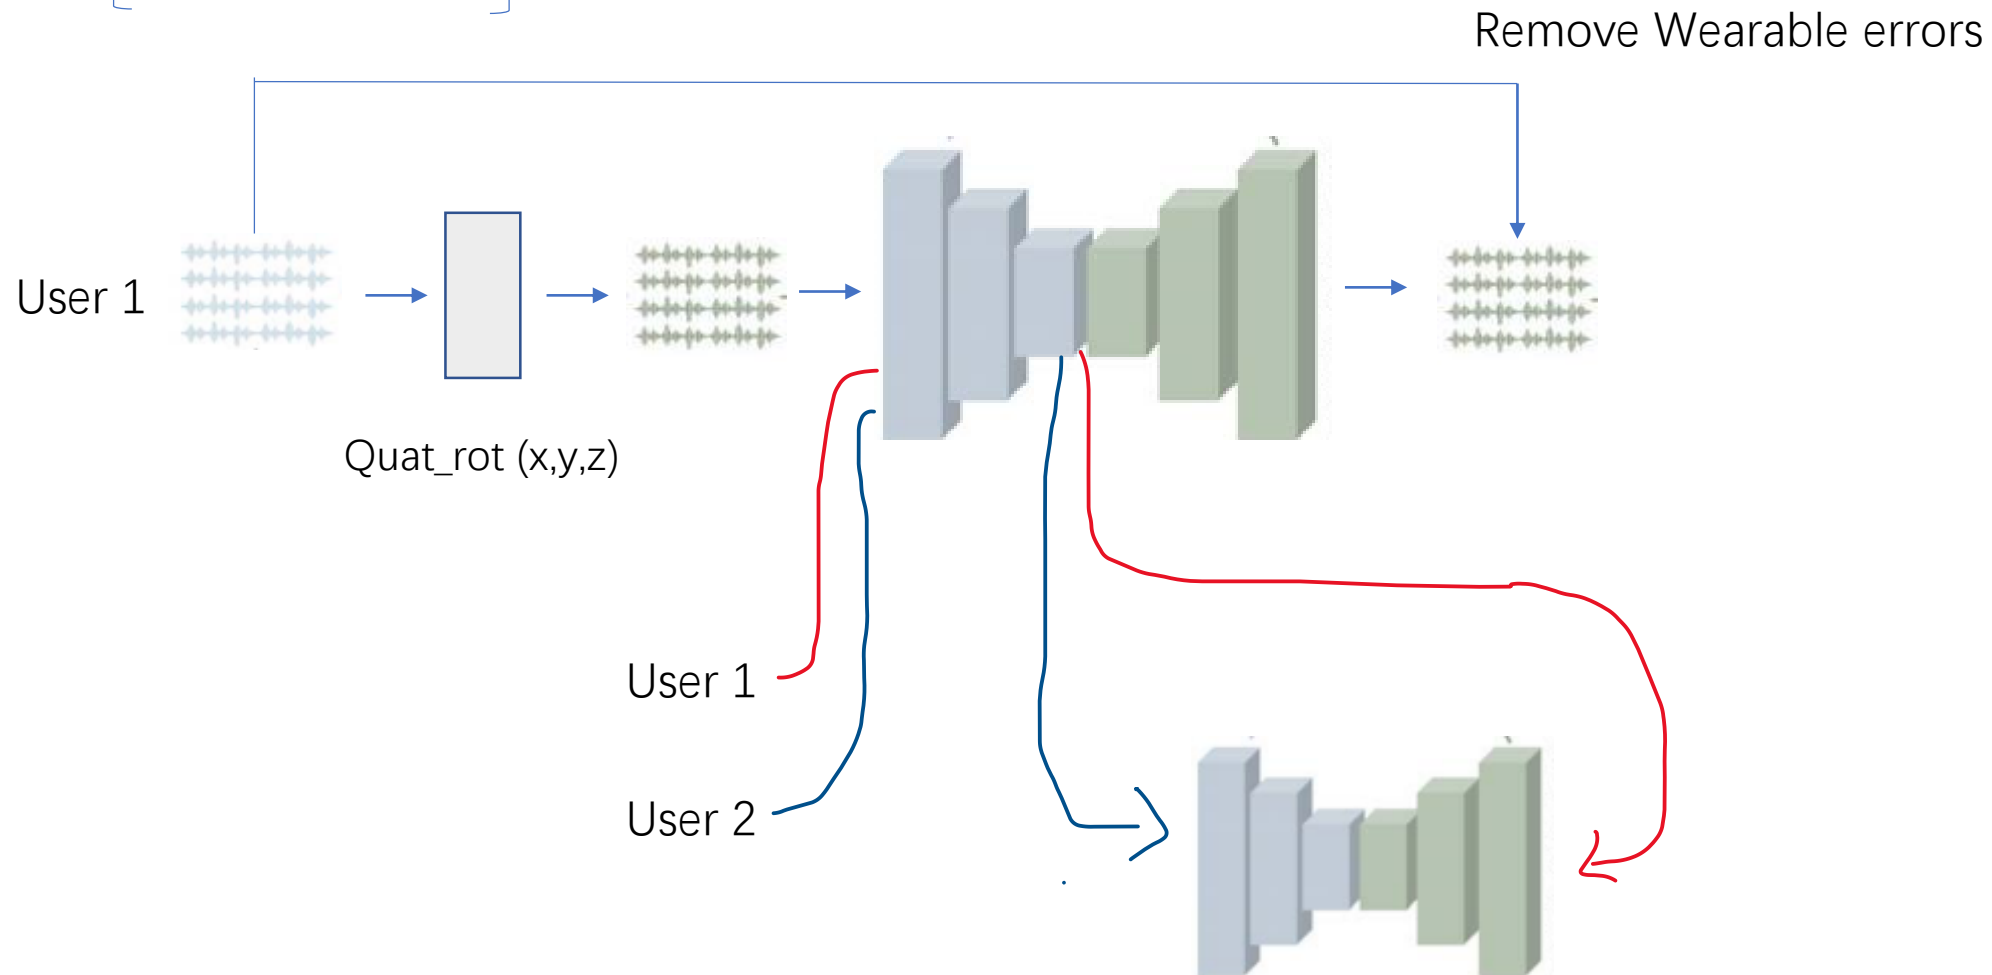 Remove Wearable errors
User 1
Quat_rot (x,y,z)
User 1
User 2